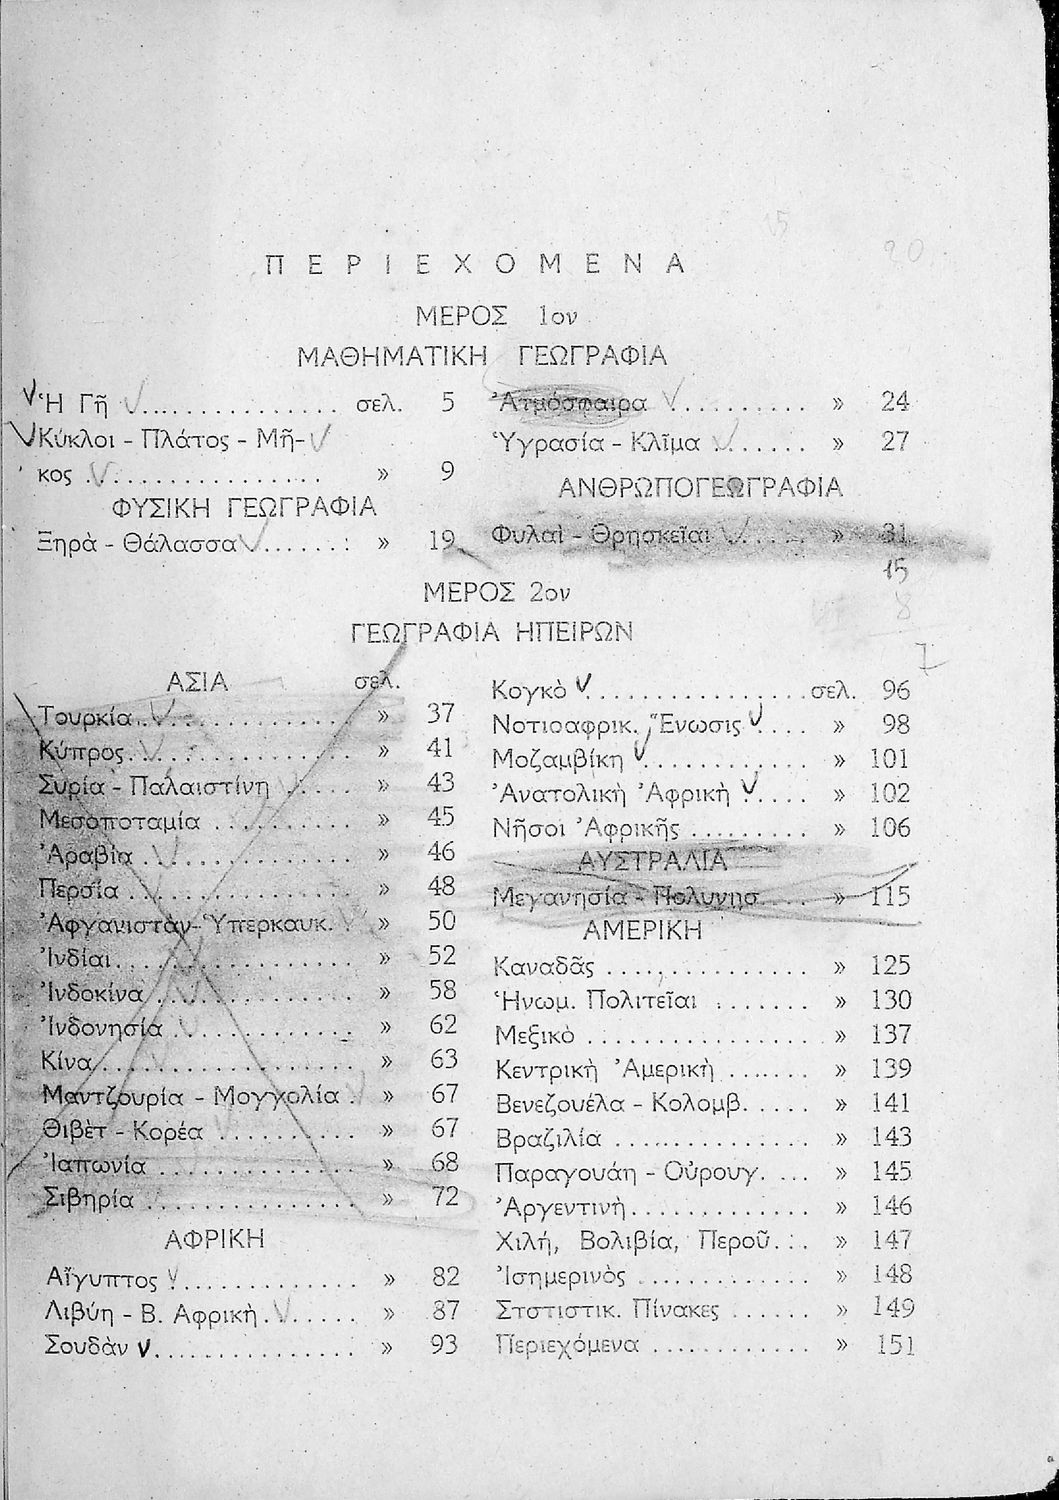 ΠΕΡΙΕΧΟΜΕΝΑ
ΜΕΡΟΣ 1ον
ΜΑΘΗΜΑΤΙΚΗ ΓΕΩΓΡΑΦΙΑ
Ἡ Γῆ ................ σελ. 5
Κύκλοι - Πλάτος - Μῆ-
κος ................ » 9
ΦΥΣΙΚΗ ΓΕΩΓΡΑΦΙΑ
Ξηρὰ - Θάλασσα ....... » 19
Ἀτμόσφαιρα .......... » 24
Ὑγρασία - Κλῖμα ....... » 27
ΑΝΘΡΩΠΟΓΕΩΓΡΑΦΙΑ
Φυλαὶ - Θρησκεῖαι ..... » 31
15
8
7
ΜΕΡΟΣ 2ον
ΓΕΩΓΡΑΦΙΑ ΗΠΕΙΡΩΝ
ΑΣΙΑ σελ.
Τουρκία .............. » 37
Κύπρος .............. » 41
Συρία - Παλαιστίνη ..... » 43
Μεσοποταμία .......... » 45
Ἀραβία .............. » 46
Περσία .............. » 48
Ἀφγανιστὰν - Ὑπερκαυκ. » 50
Ἰνδίαι ................ » 52
Ἰνδοκίνα ............. » 58
Ἰνδονησία ............ » 62
Κίνα ................. » 63
Μαντζουρία - Μογγολία . » 67
Θιβὲτ - Κορέα ......... » 67
Ἰαπωνία ............. » 68
Σιβηρία .............. » 72
ΑΦΡΙΚΗ
Αἴγυπτος ............. » 82
Λιβύη - Β. Ἀφρικὴ ....... » 87
Σουδὰν .............. » 93
Κογκὸ ................ σελ. 96
Νοτιοαφρικ. Ἕνωσις .... » 98
Μοζαμβίκη ............ » 101
Ἀνατολικὴ Ἀφρικὴ ..... » 102
Νῆσοι Ἀφρικῆς ......... » 106
ΑΥΣΤΡΑΛΙΑ
Μεγανησία - Πολυνησ. ... » 115
ΑΜΕΡΙΚΗ
Καναδᾶς .............. » 125
Ἡνωμ. Πολιτεῖαι ....... » 130
Μεξικὸ ............... » 137
Κεντρικὴ Ἀμερικὴ ....... » 139
Βενεζουέλα - Κολομβ. .... » 141
Βραζιλία .............. » 143
Παραγουάη - Οὐρουγ. ... » 145
Ἀργεντινὴ ............. » 146
Χιλή, Βολιβία, Περοῦ ... » 147
Ἰσημερινὸς ............ » 148
Στστιστικ. Πίνακες ...... » 149
Περιεχόμενα ........... » 151